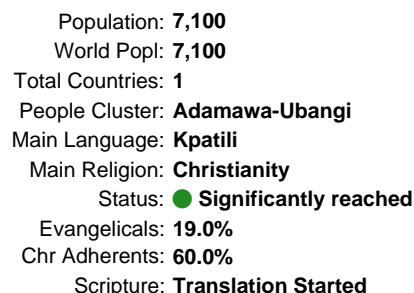 Population: 7,100
World Popl: 7,100
Total Countries: 1
People Cluster: Adamawa-Ubangi
Main Language: Kpatili
Main Religion: Christianity
Status: Significantly reached
Evangelicals: 19.0%
Chr Adherents: 60.0%
Scripture: Translation Started